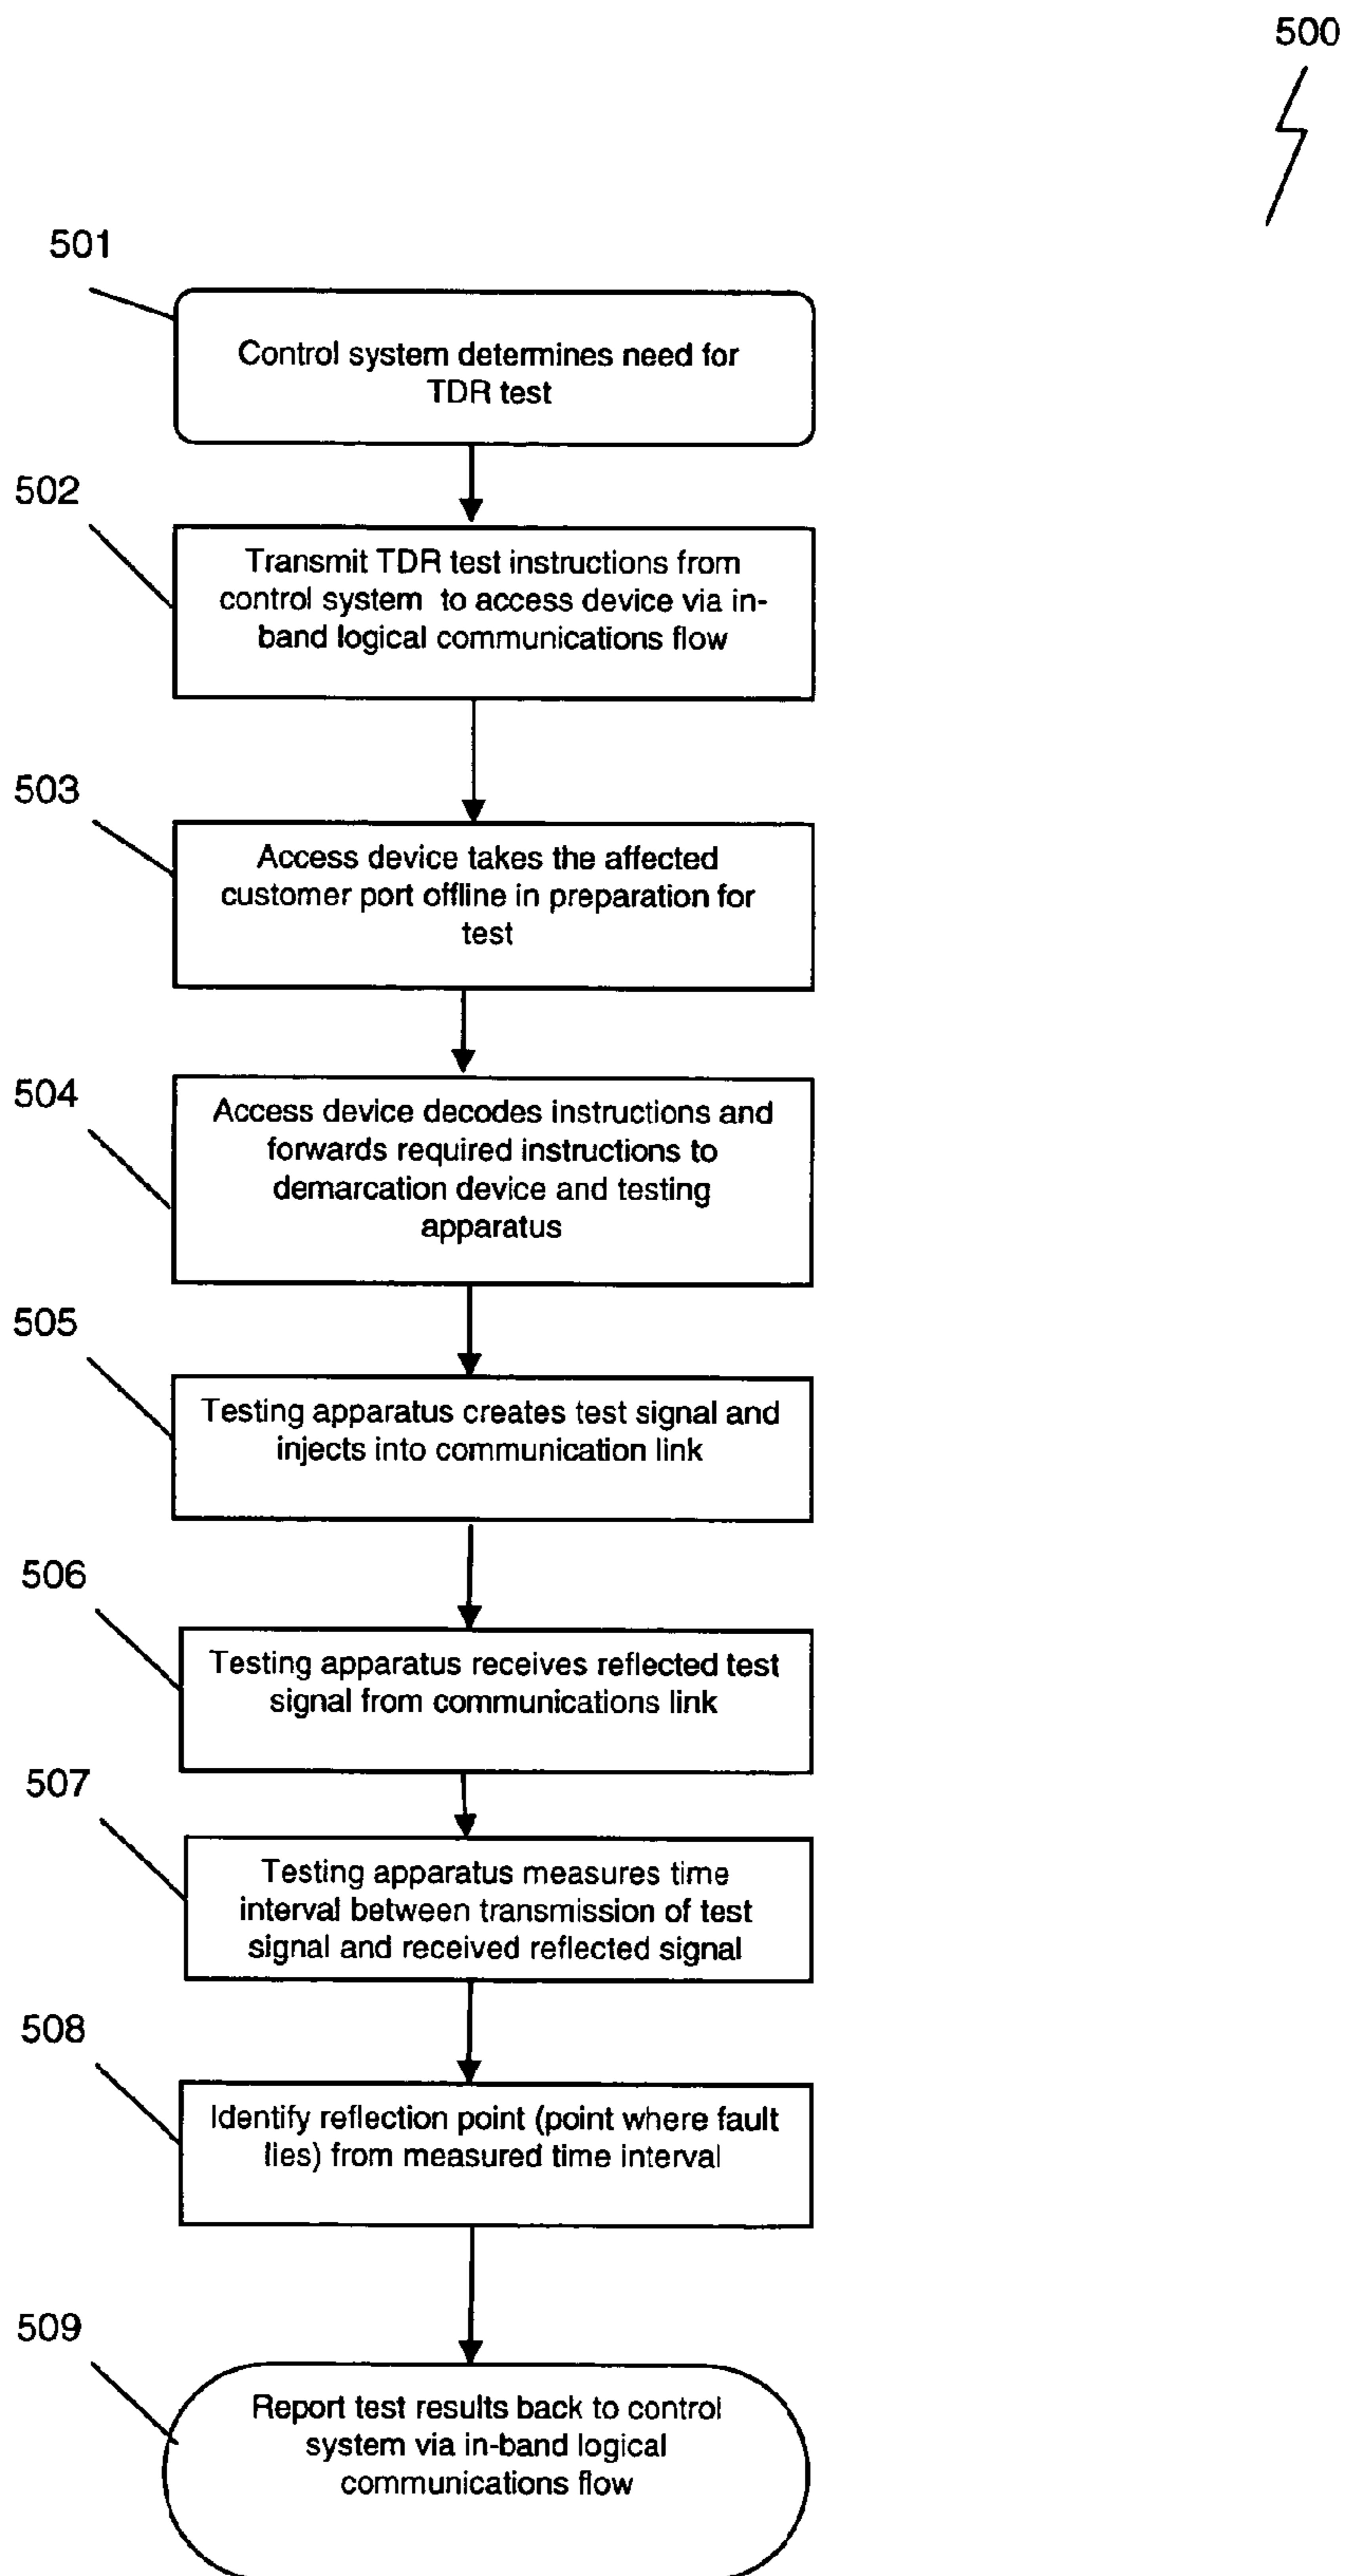 500
501
Control system determines need for
TDR test
502
Transmit TDR test instructions from
control system to access device via in-
band logical communications flow
503
Access device takes the affected
customer port offline in preparation for
test
504
Access device decodes instructions and
forwards required instructions to
demarcation device and testing
apparatus
505
Testing apparatus creates test signal and
injects into communication link
506
Testing apparatus receives reflected test
signal from communications link
507
Testing apparatus measures time
interval between transmission of test
signal and received reflected signal
508
Identify reflection point (point where fault
lies) from measured time interval
509
Report test results back to control
system via in-band logical
communications flow